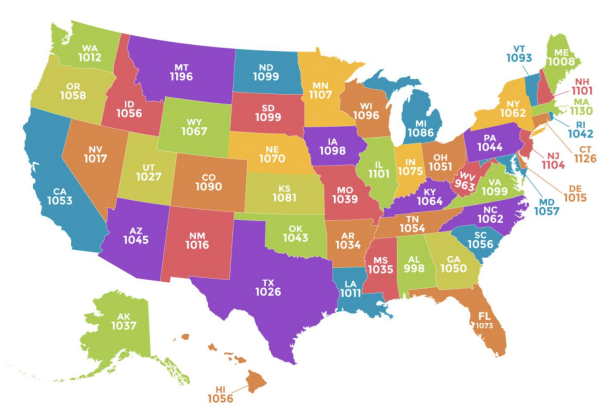 WA
1012
MT
1196
ND
1099
MN
1107
VT
1093
ME
1008
NH
1101
MA
1130
RI
1042
CT
1126
OR
1058
ID
1056
SD
1099
WI
1096
MI
1086
NY
1062
WY
1067
NE
1070
IA
1098
PA
1044
NJ
1104
NV
1017
UT
1027
CO
1090
KS
1081
MO
1039
IL
1101
IN
1075
OH
1051
WV
963
VA
1099
DE
1015
MD
1057
CA
1053
KY
1064
NC
1062
AZ
1045
NM
1016
OK
1043
AR
1034
TN
1054
SC
1056
MS
1035
AL
998
GA
1050
TX
1026
LA
1011
FL
1073
AK
1037
HI
1056